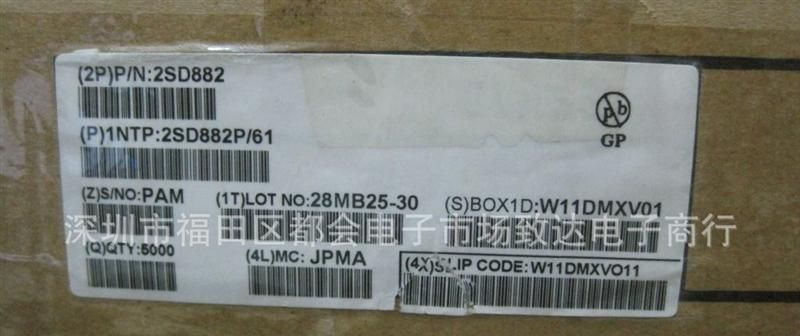 (2P)P/N:2SD882
pb
(P)1NTP:2SD882P/61
GP
(Z)S/NO:PAM (1T)LOT NO:28MB25-30 (S)BOX1D:W11DMXV01
深圳市福田区都会电子市场致达电子商行
(Q)QTY:5000 (4L)MC: JPMA (4X)SLIP CODE:W11DMXVO11